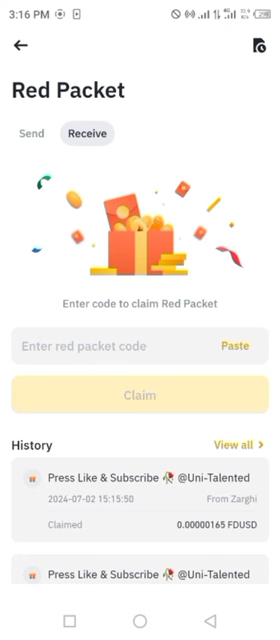 3:16 PM
Red Packet
Send Receive
Enter code to claim Red Packet
Enter red packet code Paste
Claim
History View all
Press Like & Subscribe 🥀 @Uni-Talented
2024-07-02 15:15:50 From Zarghi
Claimed 0.00000165 FDUSD
Press Like & Subscribe 🥀 @Uni-Talented